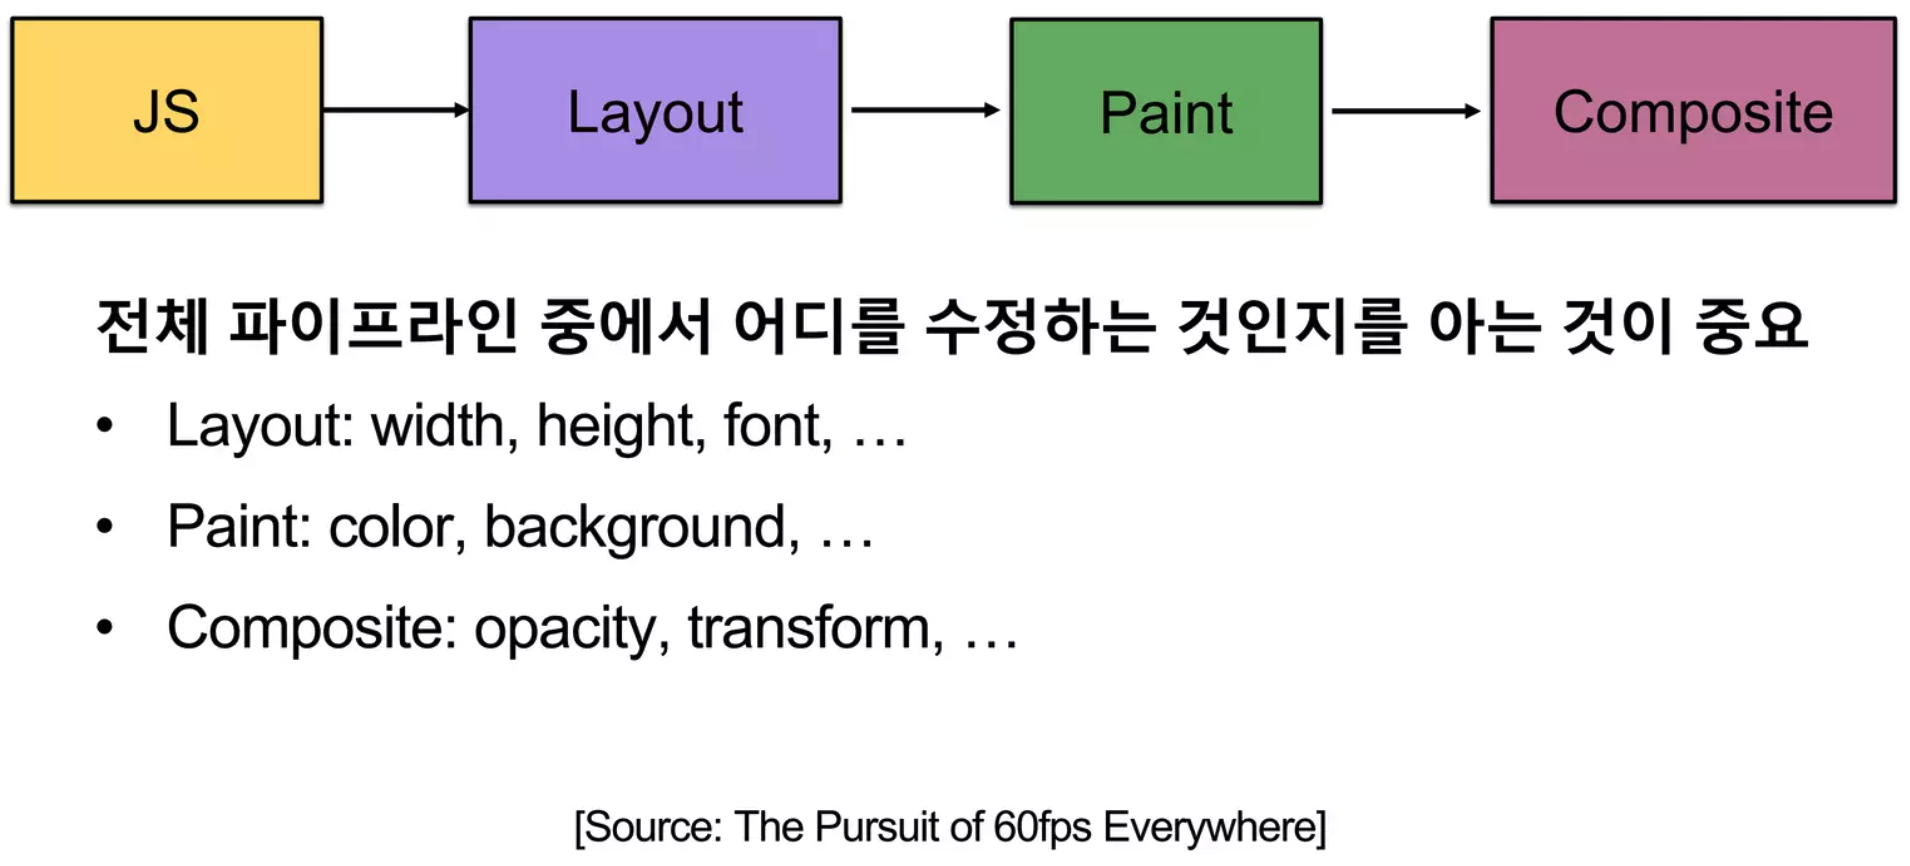 JS
Layout
Paint
Composite
전체 파이프라인 중에서 어디를 수정하는 것인지를 아는 것이 중요
• Layout: width, height, font, …
• Paint: color, background, …
• Composite: opacity, transform, …
[Source: The Pursuit of 60fps Everywhere]